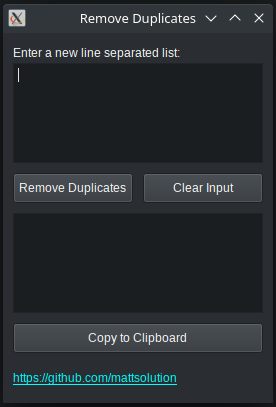 Remove Duplicates
Enter a new line separated list:
Remove Duplicates
Clear Input
Copy to Clipboard
https://github.com/mattsolution